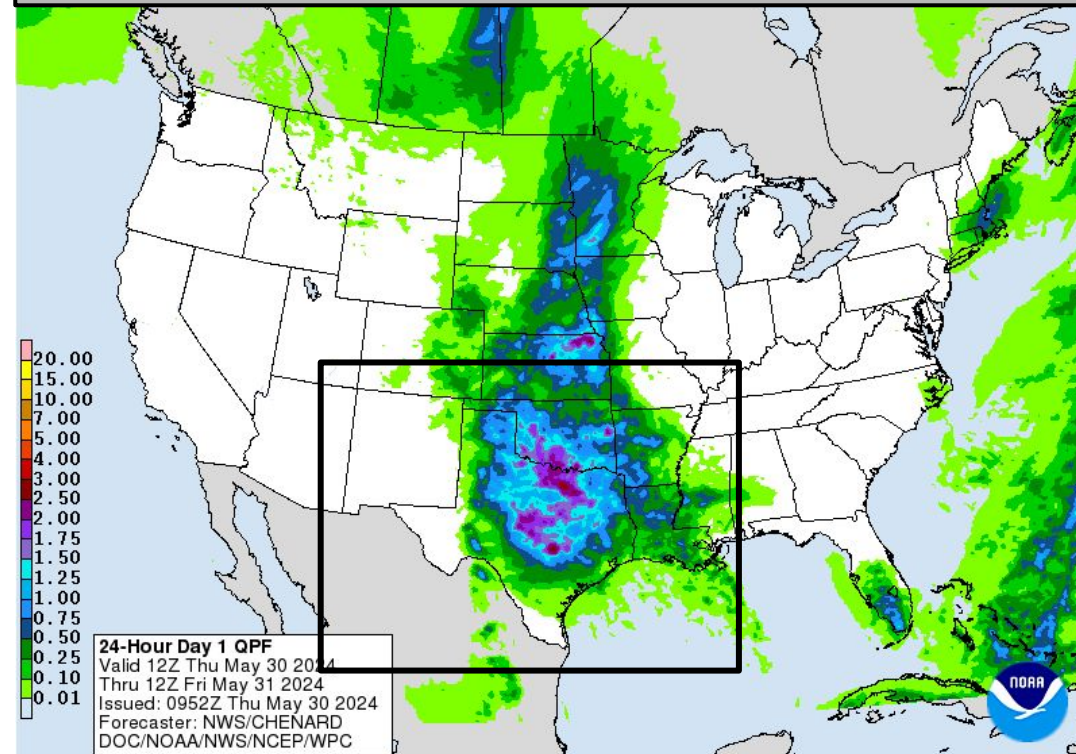 20.00
15.00
10.00
7.00
5.00
4.00
3.00
2.50
2.00
1.75
1.50
1.25
1.00
0.75
0.50
0.25
0.10
0.01
24-Hour Day 1 QPF
Valid 12Z Thu May 30 2024
Thru 12Z Fri May 31 2024
Issued: 0952Z Thu May 30 2024
Forecaster: NWS/CHENARD
DOC/NOAA/NWS/NCEP/WPC
NOAA